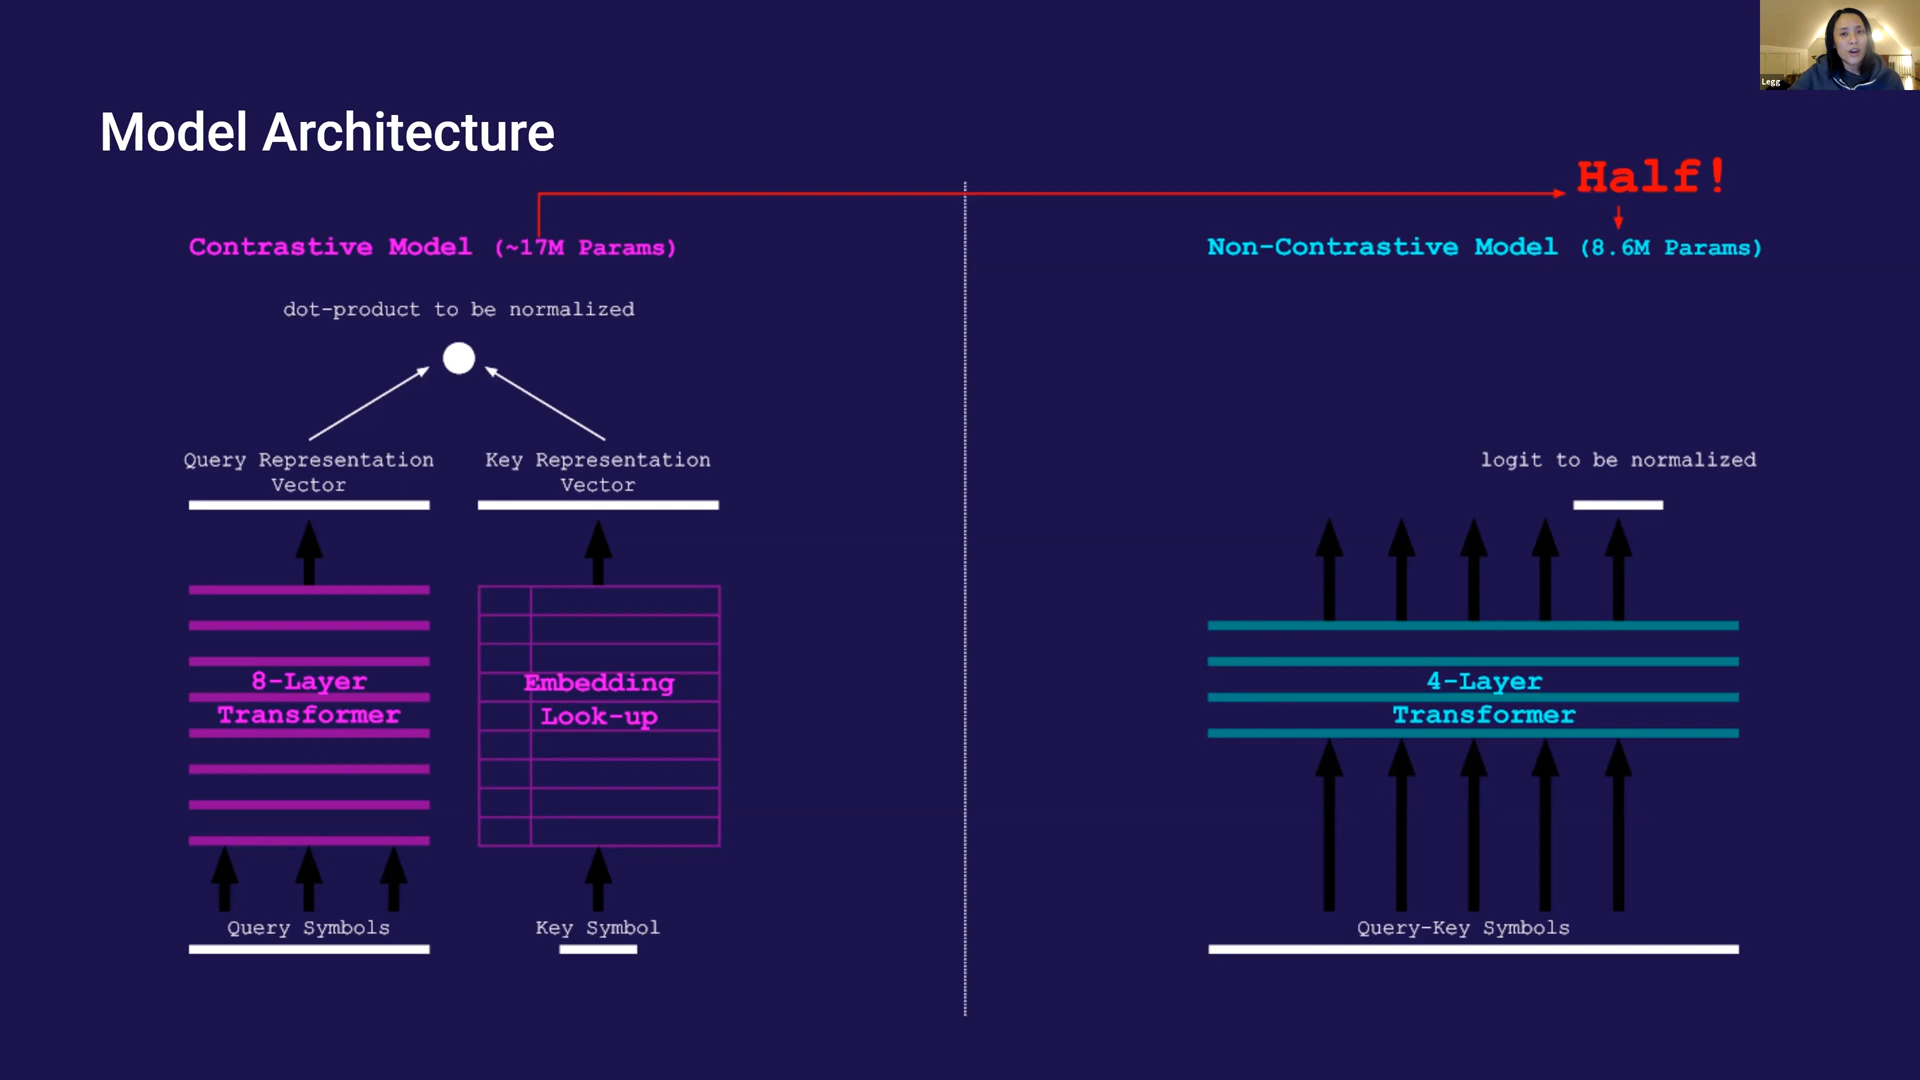 Legg
Model Architecture
Half!
Contrastive Model (~17M Params)
dot-product to be normalized
Query Representation
Vector
Key Representation
Vector
8-Layer
Transformer
Embedding
Look-up
Query Symbols
Key Symbol
Non-Contrastive Model (8.6M Params)
logit to be normalized
4-Layer
Transformer
Query-Key Symbols